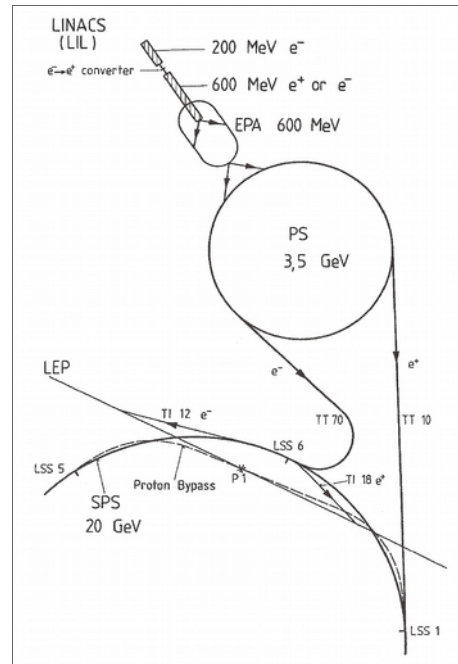 LINACS
(LIL)
200 MeV e⁻
e⁻→e⁺ converter
600 MeV e⁺ or e⁻
EPA 600 MeV
PS
3,5 GeV
LEP
e⁻
e⁺
TI 12 e⁻
TT 70
TT 10
LSS 6
LSS 5
P1
TI 18 e⁺
SPS
Proton Bypass
20 GeV
LSS 1